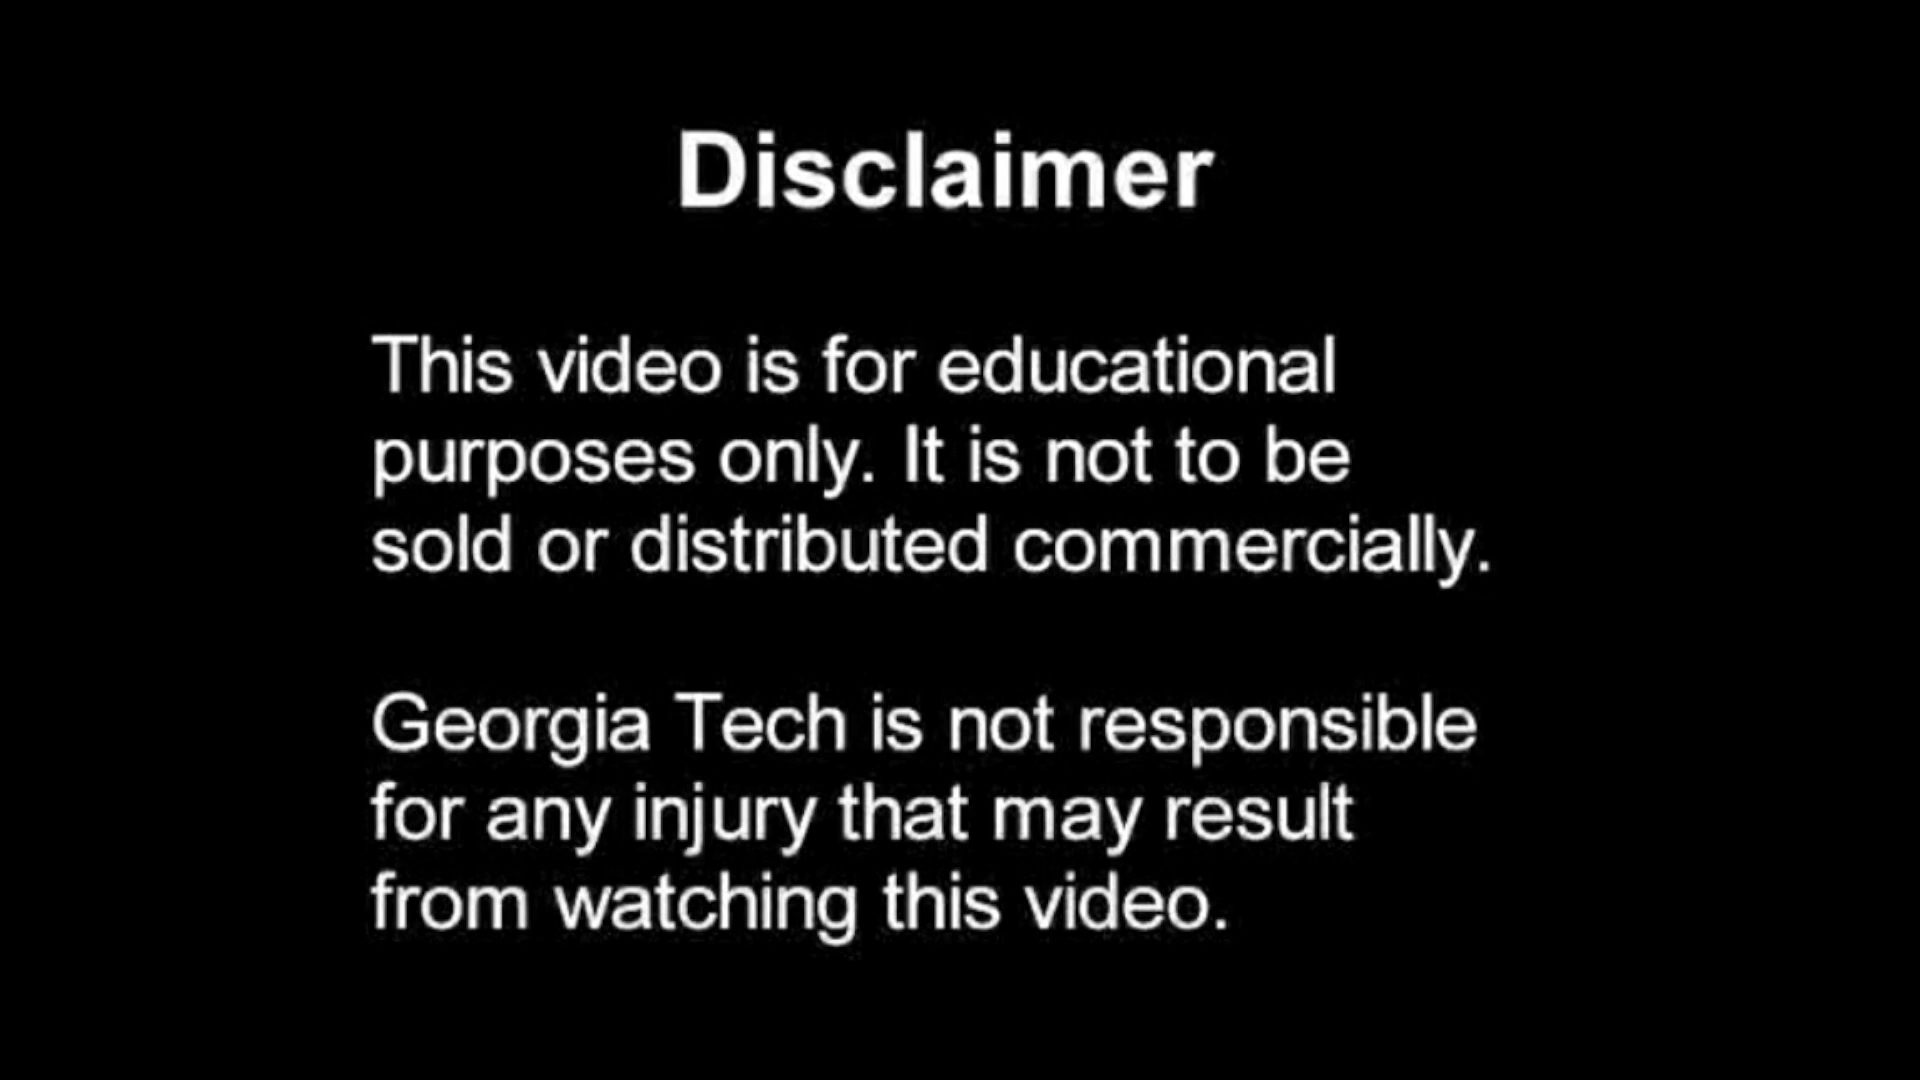 Disclaimer
This video is for educational
purposes only. It is not to be
sold or distributed commercially.
Georgia Tech is not responsible
for any injury that may result
from watching this video.